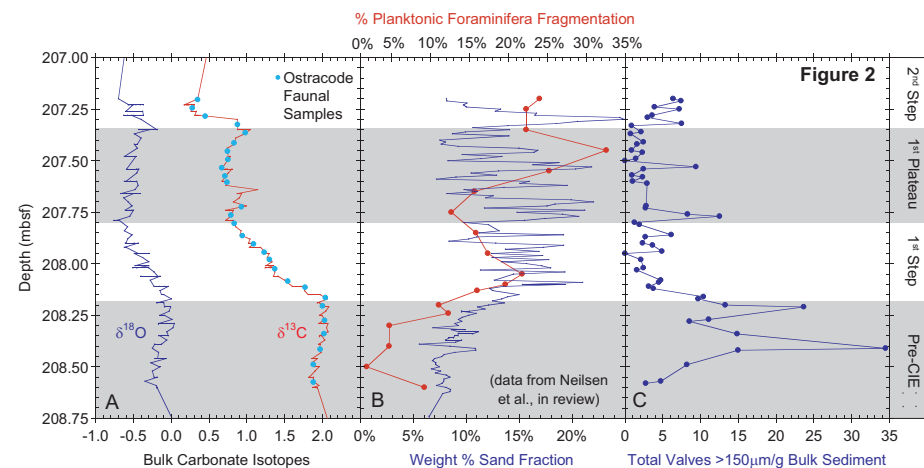 % Planktonic Foraminifera Fragmentation
0% 5% 10% 15% 20% 25% 30% 35%
207.00
207.25
207.50
207.75
208.00
208.25
208.50
208.75
Depth (mbsf)
Ostracode
Faunal
Samples
δ18O
δ13C
A
-1.0 -0.5 0.0 0.5 1.0 1.5 2.0
Bulk Carbonate Isotopes
B
(data from Neilsen
et al., in review)
0% 5% 10% 15% 20%
Weight % Sand Fraction
Figure 2
C
0 5 10 15 20 25 30 35
Total Valves >150μm/g Bulk Sediment
2nd Step
1st Plateau
1st Step
Pre-CIE